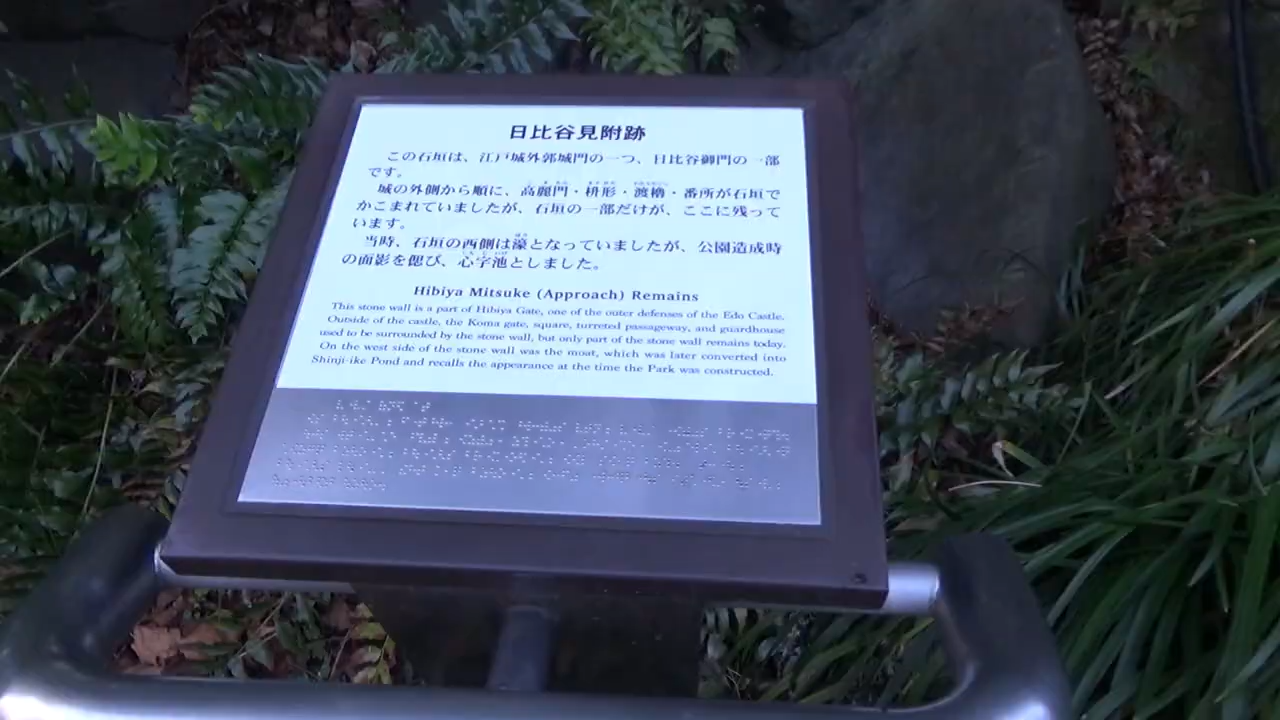 日比谷見附跡
この石垣は、江戸城外郭城門の一つ、日比谷御門の一部
です。
城の外側から順に、高麗門・枡形・渡櫓・番所が石垣で
かこまれていましたが、石垣の一部だけが、ここに残って
います。
当時、石垣の西側は濠となっていましたが、公園造成時
の面影を偲び、心字池としました。
Hibiya Mitsuke (Approach) Remains
This stone wall is a part of Hibiya Gate, one of the outer defenses of the Edo Castle.
Outside of the castle, the Koma gate, square, turreted passageway, and guardhouse
used to be surrounded by the stone wall, but only part of the stone wall remains today.
On the west side of the stone wall was the moat, which was later converted into
Shinji-ike Pond and recalls the appearance at the time the Park was constructed.